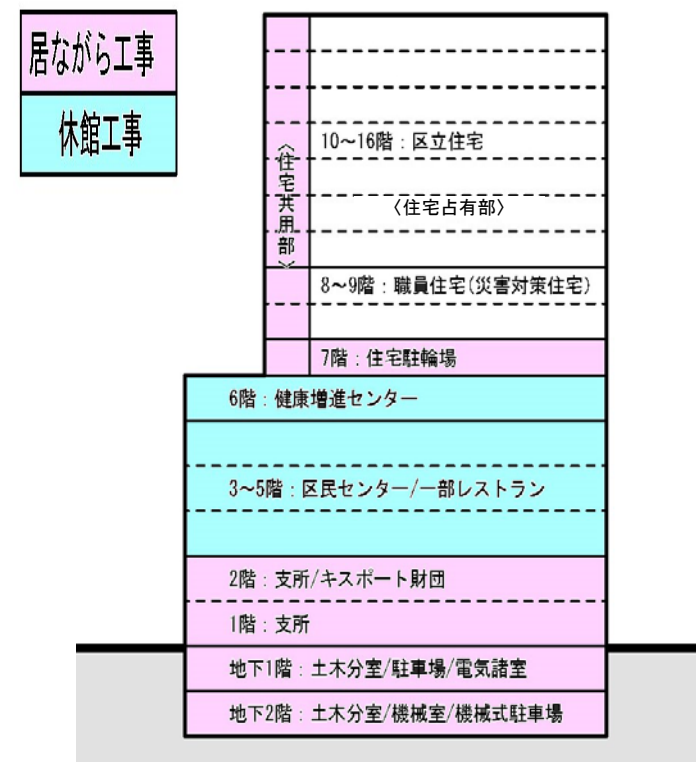 居ながら工事
休館工事
〈住宅共用部〉
10～16階：区立住宅
〈住宅占有部〉
8～9階：職員住宅(災害対策住宅)
7階：住宅駐輪場
6階：健康増進センター
3～5階：区民センター/一部レストラン
2階：支所/キスポート財団
1階：支所
地下1階：土木分室/駐車場/電気諸室
地下2階：土木分室/機械室/機械式駐車場